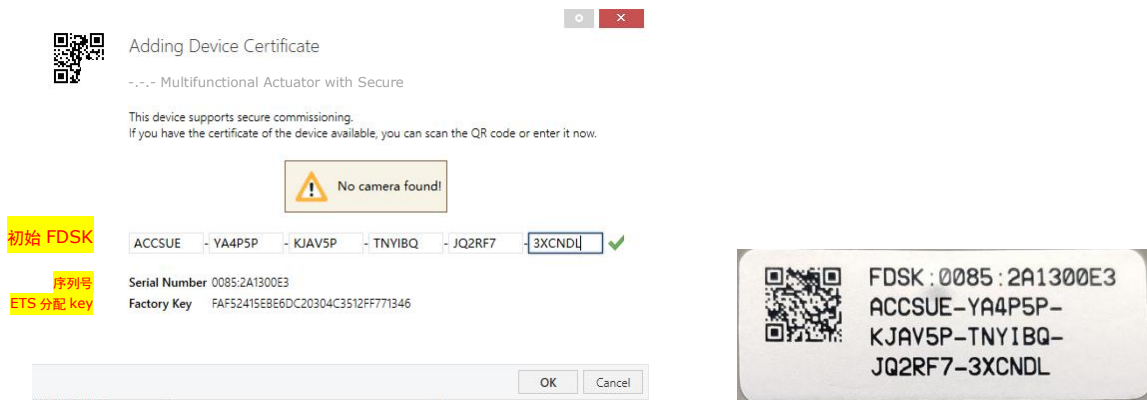 Adding Device Certificate
-.-.- Multifunctional Actuator with Secure
This device supports secure commissioning.
If you have the certificate of the device available, you can scan the QR code or enter it now.
No camera found!
初始 FDSK
ACCSUE - YA4P5P - KJAV5P - TNYIBQ - JQ2RF7 - 3XCNDL
序列号
Serial Number 0085:2A1300E3
ETS 分配 key
Factory Key FAF52415EBE6DC20304C3512FF771346
OK Cancel
FDSK:0085:2A1300E3
ACCSUE-YA4P5P-
KJAV5P-TNYIBQ-
JQ2RF7-3XCNDL